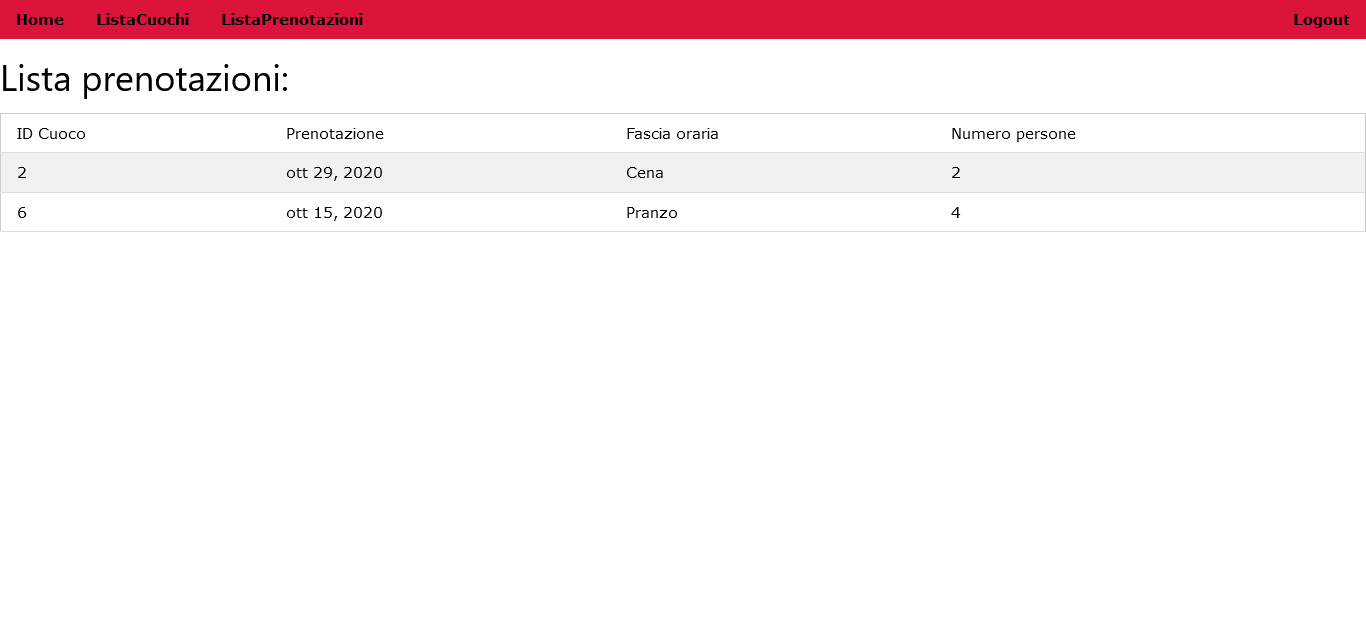 Home ListaCuochi ListaPrenotazioni Logout
Lista prenotazioni:
ID Cuoco Prenotazione Fascia oraria Numero persone
2 ott 29, 2020 Cena 2
6 ott 15, 2020 Pranzo 4